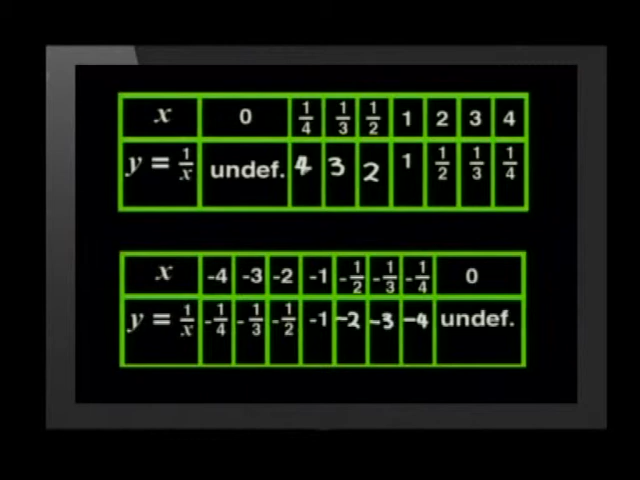 x 0 1/4 1/3 1/2 1 2 3 4
y = 1/x undef. 4 3 2 1 1/2 1/3 1/4
x -4 -3 -2 -1 -1/2 -1/3 -1/4 0
y = 1/x -1/4 -1/3 -1/2 -1 -2 -3 -4 undef.